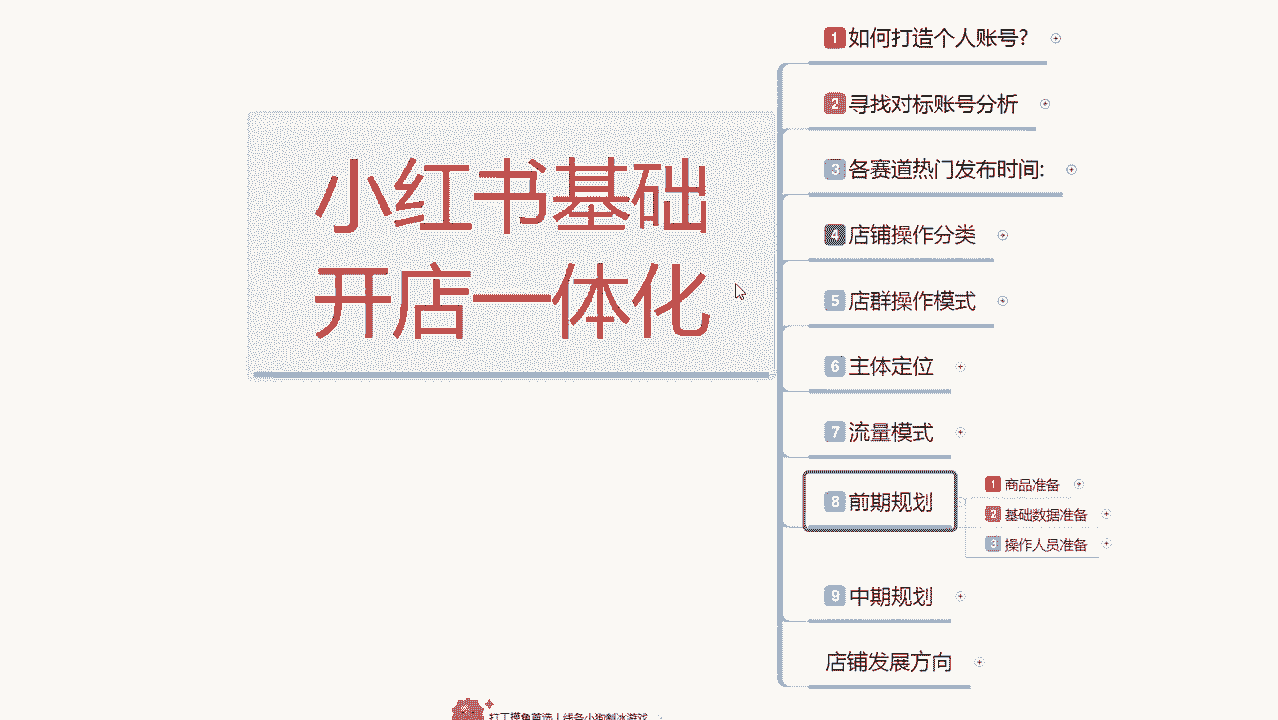 小红书基础
开店一体化
1 如何打造个人账号?
2 寻找对标账号分析
3 各赛道热门发布时间:
4 店铺操作分类
5 店群操作模式
6 主体定位
7 流量模式
8 前期规划
1 商品准备
2 基础数据准备
3 操作人员准备
9 中期规划
店铺发展方向